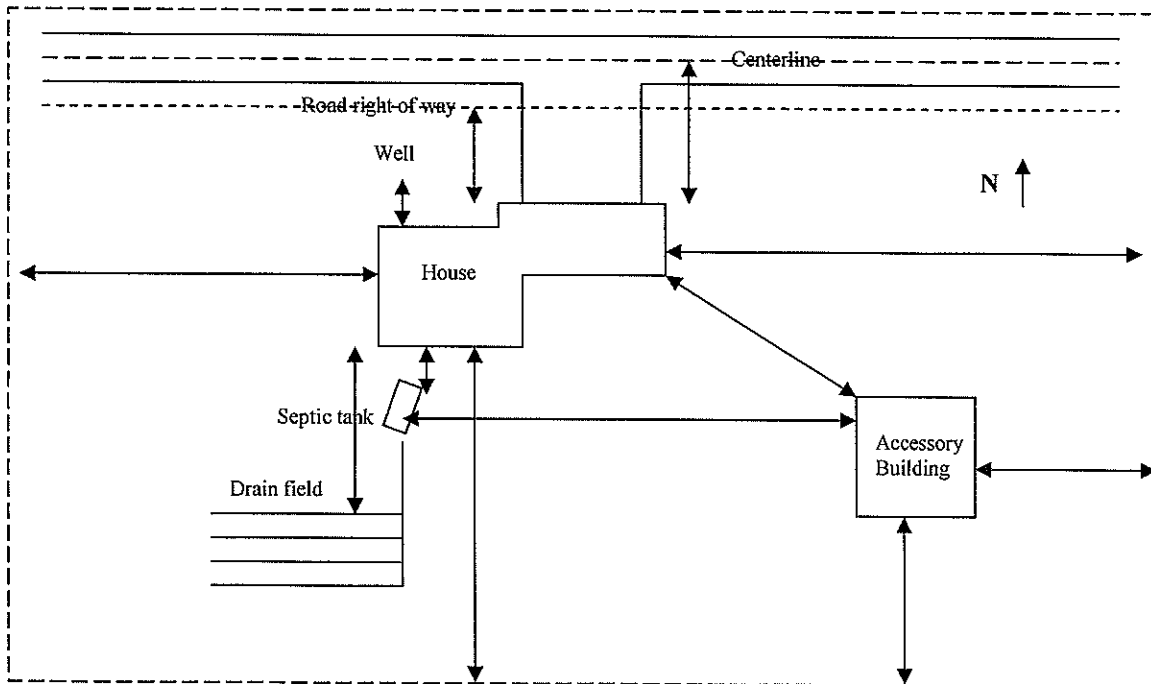 Centerline
Road right of way
Well
N
House
Septic tank
Accessory
Building
Drain field